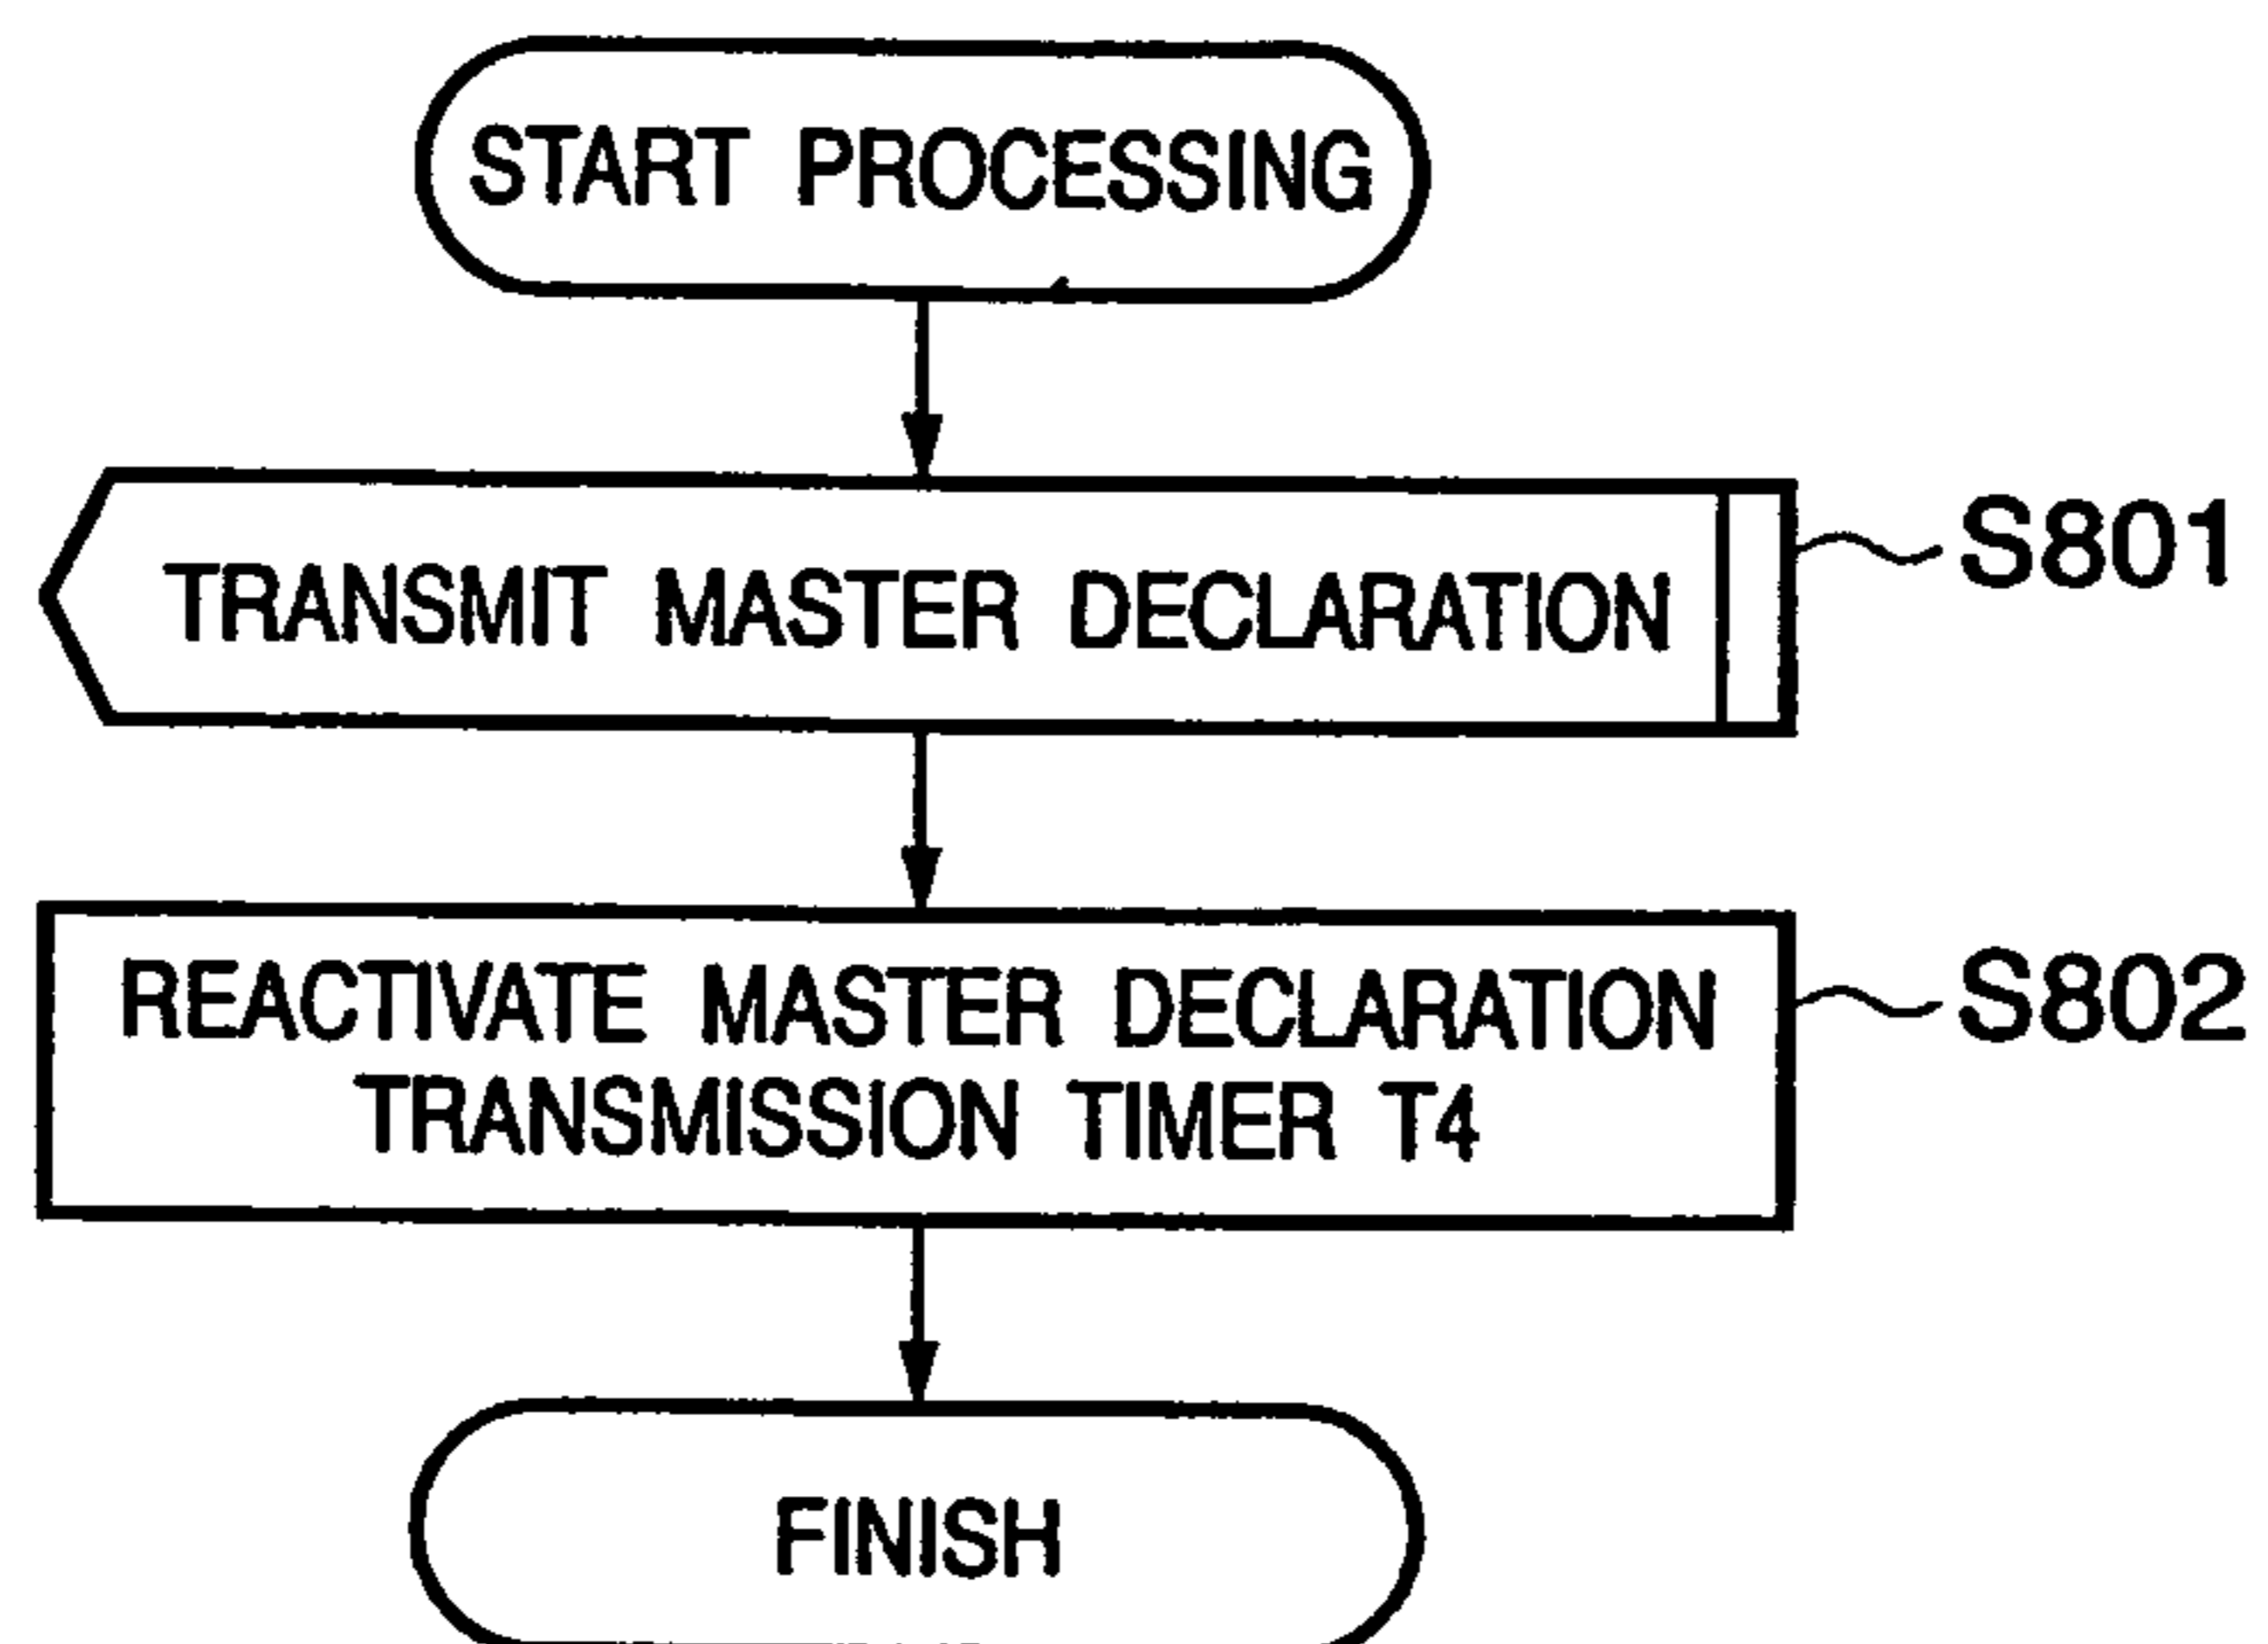 START PROCESSING
TRANSMIT MASTER DECLARATION
S801
REACTIVATE MASTER DECLARATION
TRANSMISSION TIMER T4
S802
FINISH